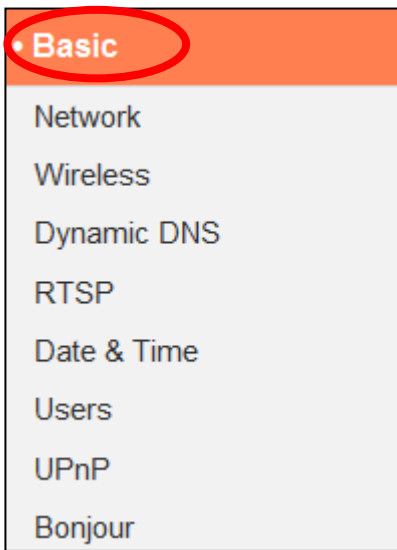 • Basic
Network
Wireless
Dynamic DNS
RTSP
Date & Time
Users
UPnP
Bonjour